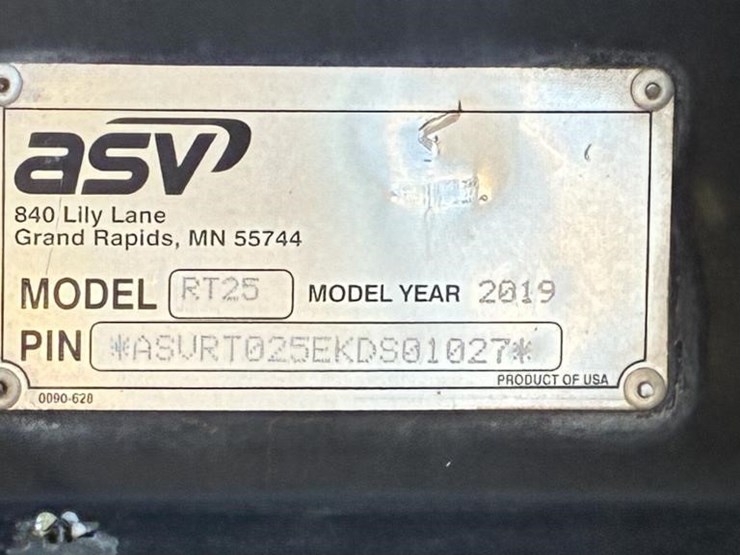 asv
840 Lily Lane
Grand Rapids, MN 55744
MODEL RT25 MODEL YEAR 2019
PIN *ASVRT025EKDS01027*
PRODUCT OF USA
0090-620